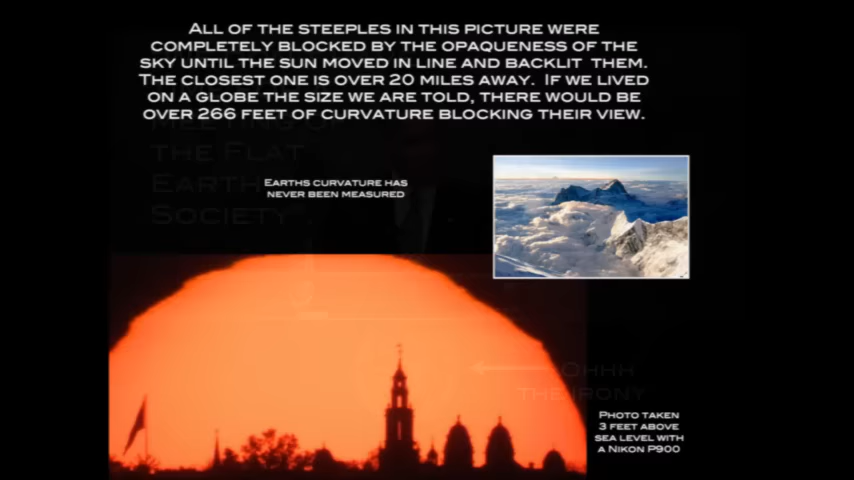 ALL OF THE STEEPLES IN THIS PICTURE WERE
COMPLETELY BLOCKED BY THE OPAQUENESS OF THE
SKY UNTIL THE SUN MOVED IN LINE AND BACKLIT THEM.
THE CLOSEST ONE IS OVER 20 MILES AWAY. IF WE LIVED
ON A GLOBE THE SIZE WE ARE TOLD, THERE WOULD BE
OVER 266 FEET OF CURVATURE BLOCKING THEIR VIEW.
MEETING OF
THE FLAT
EARTH
SOCIETY
EARTHS CURVATURE HAS
NEVER BEEN MEASURED
OHHH
THE IRONY
PHOTO TAKEN
3 FEET ABOVE
SEA LEVEL WITH
A NIKON P900